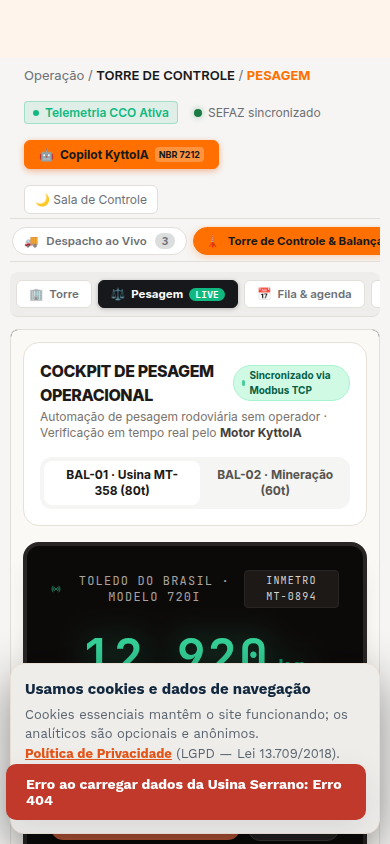 Operação / TORRE DE CONTROLE / PESAGEM
Telemetria CCO Ativa
SEFAZ sincronizado
Copilot KyttoIA NBR 7212
Sala de Controle
Despacho ao Vivo 3
Torre de Controle & Balança
Torre
Pesagem LIVE
Fila & agenda
COCKPIT DE PESAGEM
OPERACIONAL
Sincronizado via
Modbus TCP
Automação de pesagem rodoviária sem operador ·
Verificação em tempo real pelo Motor KyttoIA
BAL-01 · Usina MT-
358 (80t)
BAL-02 · Mineração
(60t)
TOLEDO DO BRASIL ·
MODELO 720I
INMETRO
MT-0894
12.920
Usamos cookies e dados de navegação
Cookies essenciais mantêm o site funcionando; os
analíticos são opcionais e anônimos.
Política de Privacidade (LGPD — Lei 13.709/2018).
Erro ao carregar dados da Usina Serrano: Erro
404